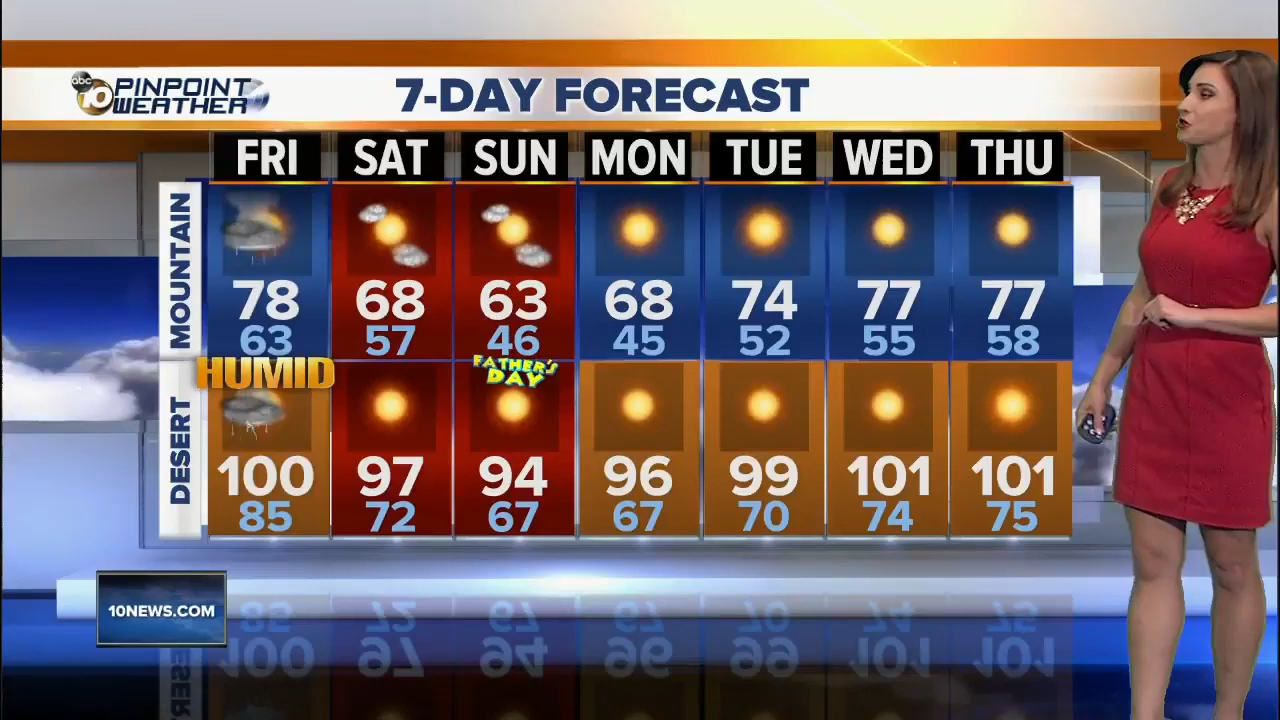 abc 10 PINPOINT WEATHER
7-DAY FORECAST
FRI SAT SUN MON TUE WED THU
MOUNTAIN
78 68 63 68 74 77 77
63 57 46 45 52 55 58
HUMID
FATHER'S DAY
DESERT
100 97 94 96 99 101 101
85 72 67 67 70 74 75
10NEWS.COM